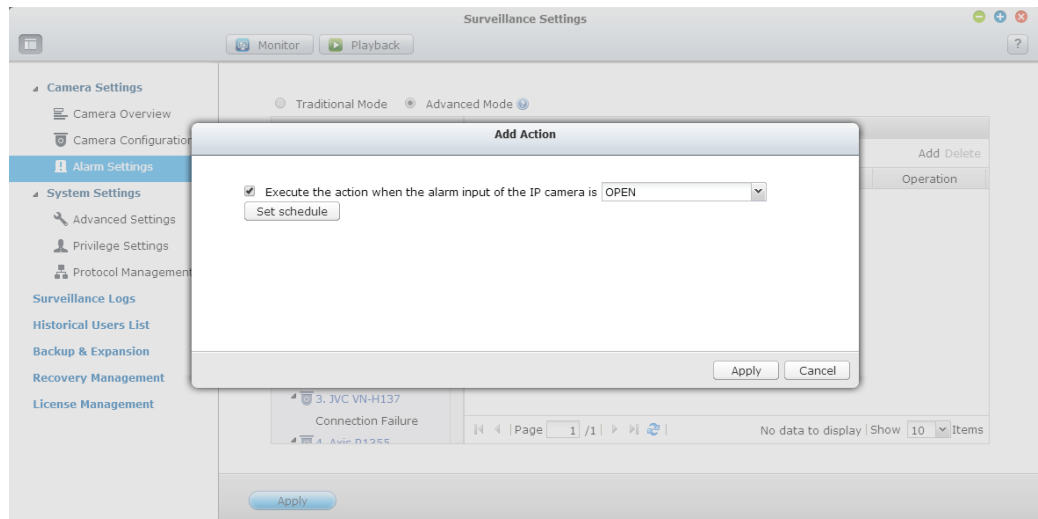 Surveillance Settings
Monitor
Playback
?
Camera Settings
Camera Overview
Camera Configuration
Alarm Settings
System Settings
Advanced Settings
Privilege Settings
Protocol Management
Surveillance Logs
Historical Users List
Backup & Expansion
Recovery Management
License Management
Traditional Mode Advanced Mode
Add Delete
Operation
Add Action
Execute the action when the alarm input of the IP camera is OPEN
Set schedule
Apply Cancel
3. JVC VN-H137
Connection Failure
4. Axis P1355
Page 1 /1 No data to display Show 10 Items
Apply